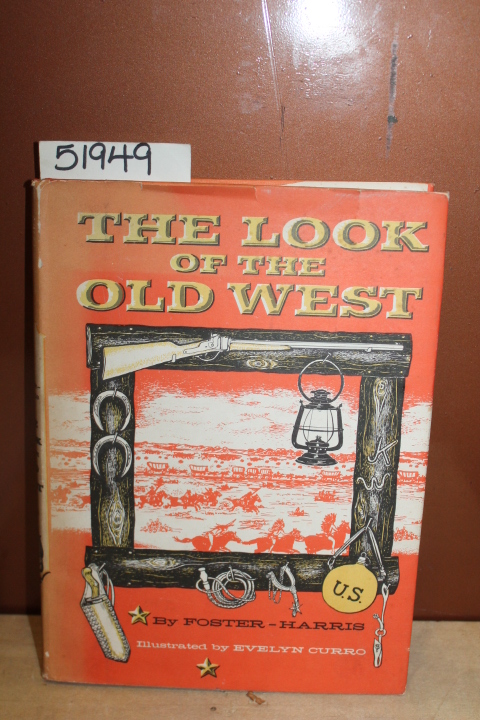 51949
THE LOOK
OF THE
OLD WEST
U.S.
By FOSTER-HARRIS
Illustrated by EVELYN CURRO